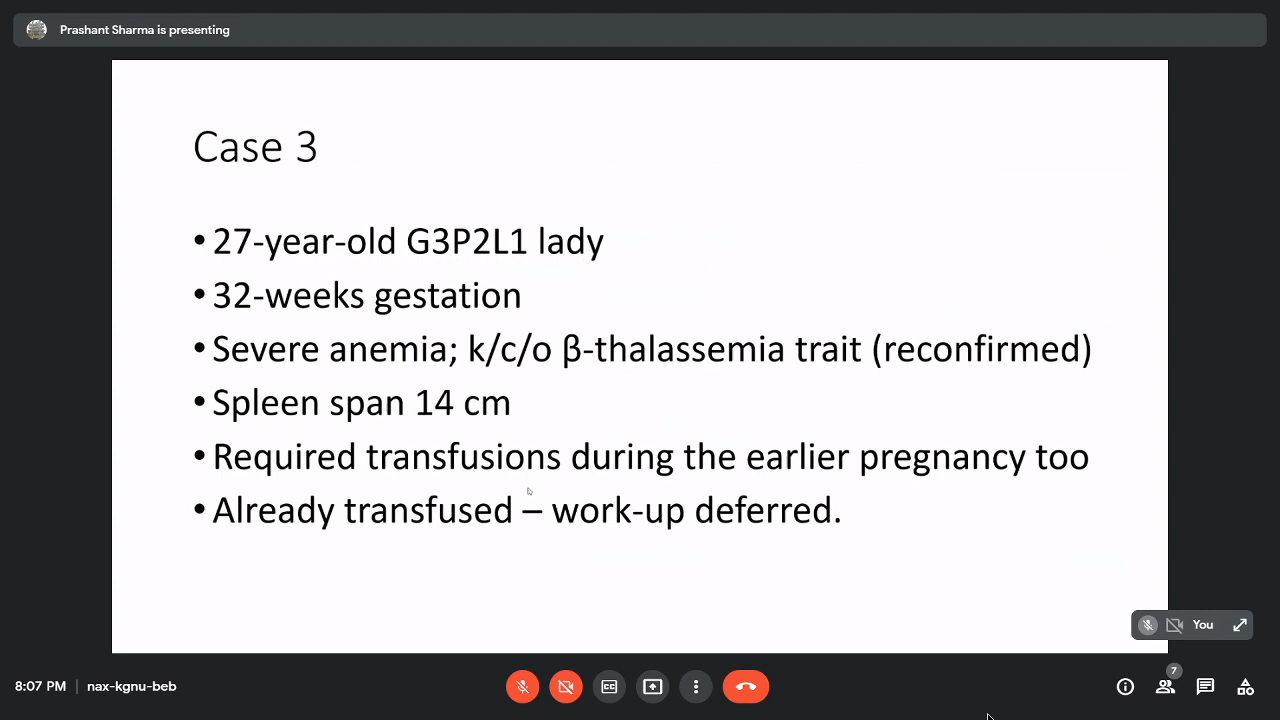 Prashant Sharma is presenting
Case 3
• 27-year-old G3P2L1 lady
• 32-weeks gestation
• Severe anemia; k/c/o β-thalassemia trait (reconfirmed)
• Spleen span 14 cm
• Required transfusions during the earlier pregnancy too
• Already transfused – work-up deferred.
You
8:07 PM | nax-kgnu-beb
7